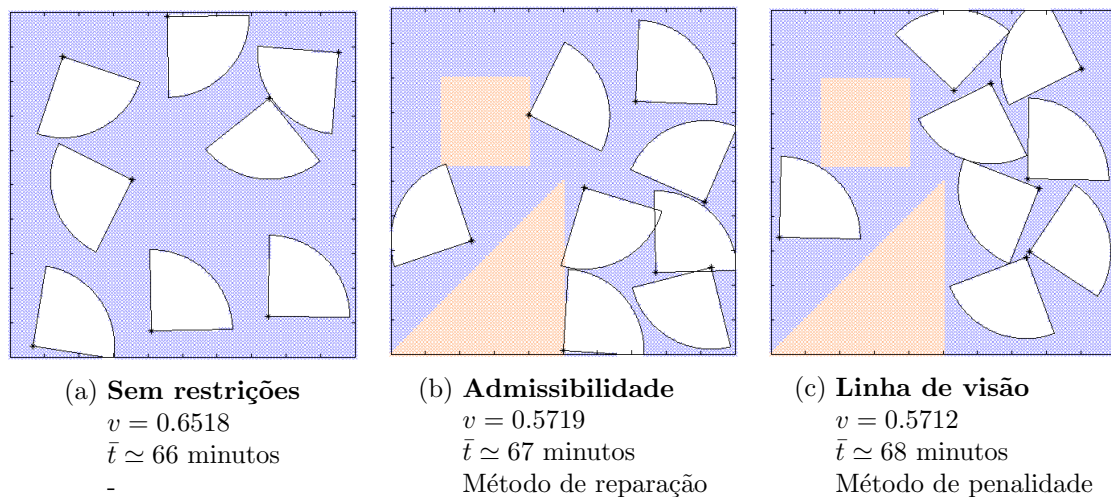 (a) Sem restrições
v = 0.6518
t̄ ≃ 66 minutos
-
(b) Admissibilidade
v = 0.5719
t̄ ≃ 67 minutos
Método de reparação
(c) Linha de visão
v = 0.5712
t̄ ≃ 68 minutos
Método de penalidade